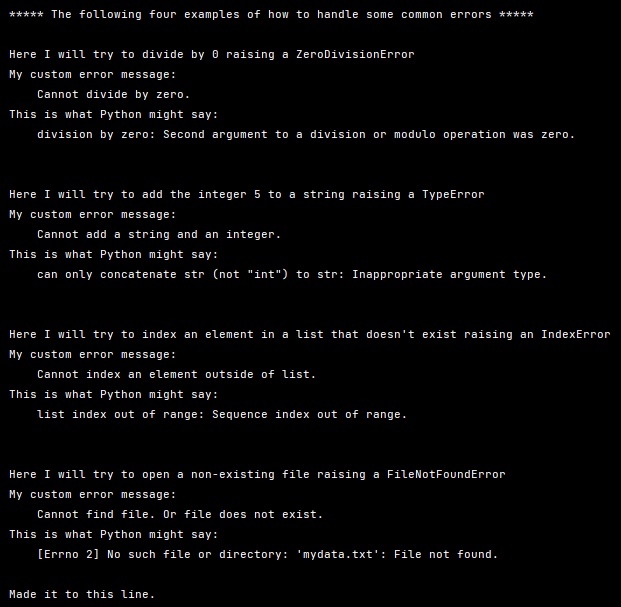 ***** The following four examples of how to handle some common errors *****
Here I will try to divide by 0 raising a ZeroDivisionError
My custom error message:
Cannot divide by zero.
This is what Python might say:
division by zero: Second argument to a division or modulo operation was zero.
Here I will try to add the integer 5 to a string raising a TypeError
My custom error message:
Cannot add a string and an integer.
This is what Python might say:
can only concatenate str (not "int") to str: Inappropriate argument type.
Here I will try to index an element in a list that doesn't exist raising an IndexError
My custom error message:
Cannot index an element outside of list.
This is what Python might say:
list index out of range: Sequence index out of range.
Here I will try to open a non-existing file raising a FileNotFoundError
My custom error message:
Cannot find file. Or file does not exist.
This is what Python might say:
[Errno 2] No such file or directory: 'mydata.txt': File not found.
Made it to this line.